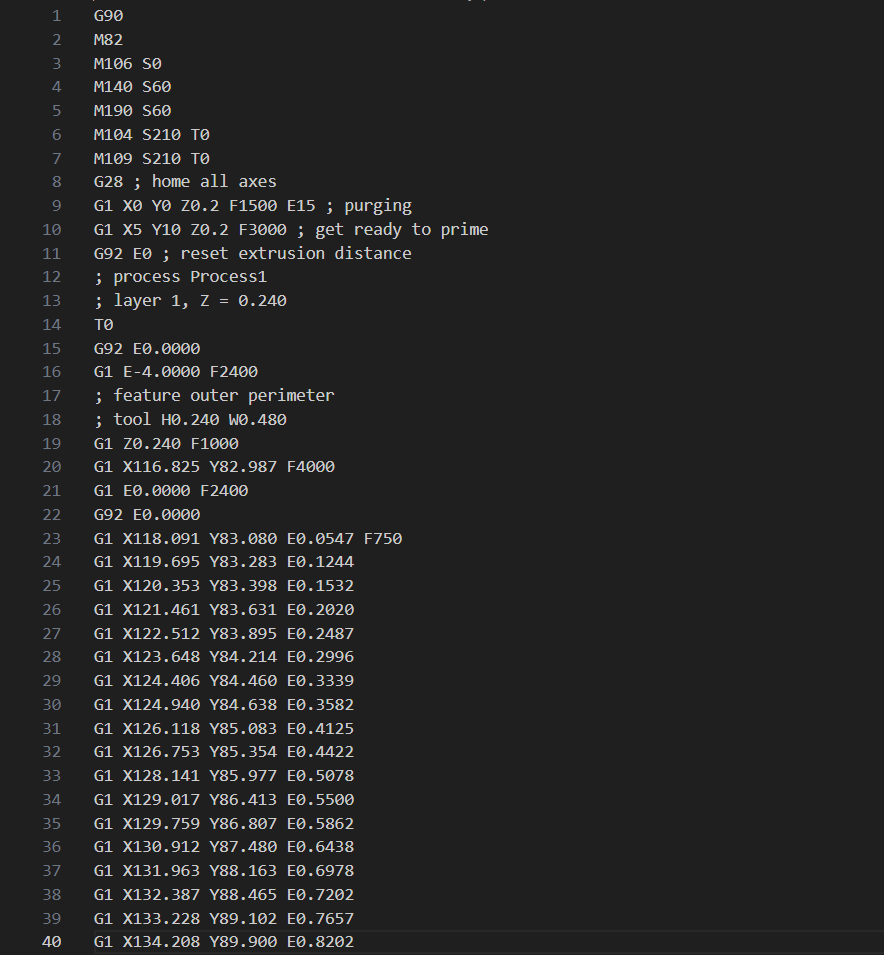 1 G90
2 M82
3 M106 S0
4 M140 S60
5 M190 S60
6 M104 S210 T0
7 M109 S210 T0
8 G28 ; home all axes
9 G1 X0 Y0 Z0.2 F1500 E15 ; purging
10 G1 X5 Y10 Z0.2 F3000 ; get ready to prime
11 G92 E0 ; reset extrusion distance
12 ; process Process1
13 ; layer 1, Z = 0.240
14 T0
15 G92 E0.0000
16 G1 E-4.0000 F2400
17 ; feature outer perimeter
18 ; tool H0.240 W0.480
19 G1 Z0.240 F1000
20 G1 X116.825 Y82.987 F4000
21 G1 E0.0000 F2400
22 G92 E0.0000
23 G1 X118.091 Y83.080 E0.0547 F750
24 G1 X119.695 Y83.283 E0.1244
25 G1 X120.353 Y83.398 E0.1532
26 G1 X121.461 Y83.631 E0.2020
27 G1 X122.512 Y83.895 E0.2487
28 G1 X123.648 Y84.214 E0.2996
29 G1 X124.406 Y84.460 E0.3339
30 G1 X124.940 Y84.638 E0.3582
31 G1 X126.118 Y85.083 E0.4125
32 G1 X126.753 Y85.354 E0.4422
33 G1 X128.141 Y85.977 E0.5078
34 G1 X129.017 Y86.413 E0.5500
35 G1 X129.759 Y86.807 E0.5862
36 G1 X130.912 Y87.480 E0.6438
37 G1 X131.963 Y88.163 E0.6978
38 G1 X132.387 Y88.465 E0.7202
39 G1 X133.228 Y89.102 E0.7657
40 G1 X134.208 Y89.900 E0.8202